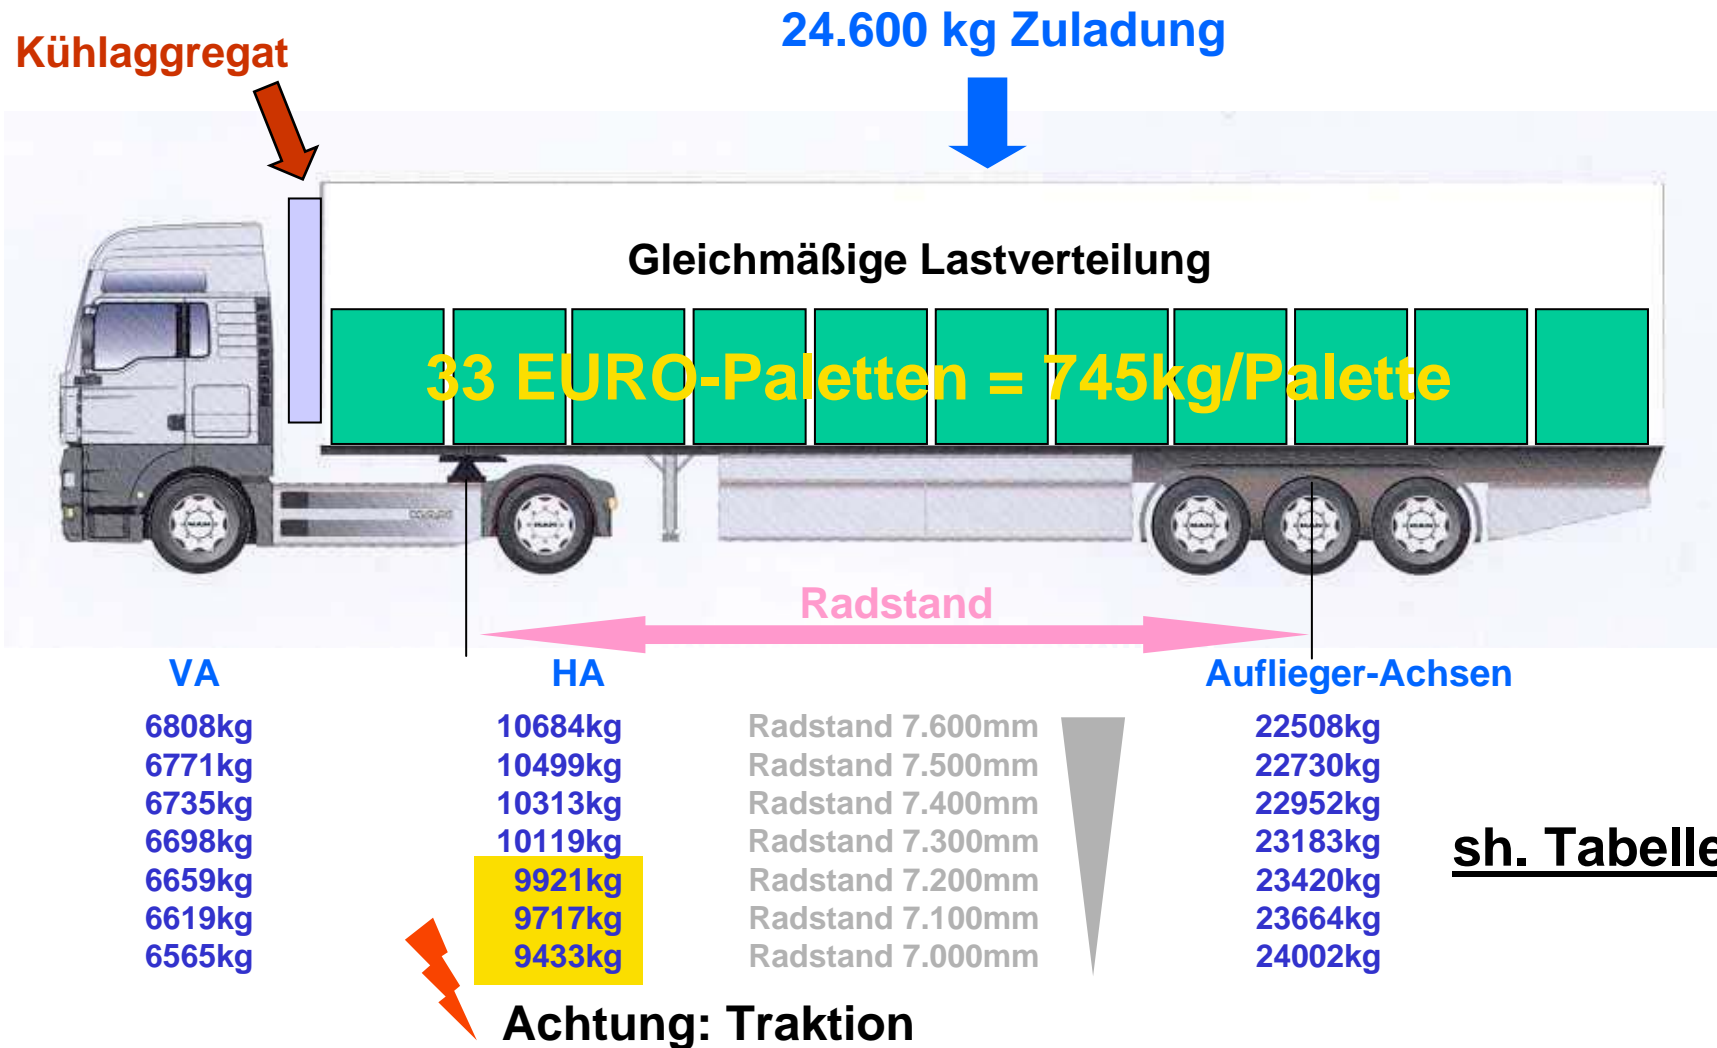 24.600 kg Zuladung
Kühlaggregat
Gleichmäßige Lastverteilung
33 EURO-Paletten = 745kg/Palette
Radstand
VA HA Auflieger-Achsen
6808kg 10684kg Radstand 7.600mm 22508kg
6771kg 10499kg Radstand 7.500mm 22730kg
6735kg 10313kg Radstand 7.400mm 22952kg
6698kg 10119kg Radstand 7.300mm 23183kg
sh. Tabelle
6659kg 9921kg Radstand 7.200mm 23420kg
6619kg 9717kg Radstand 7.100mm 23664kg
6565kg 9433kg Radstand 7.000mm 24002kg
Achtung: Traktion